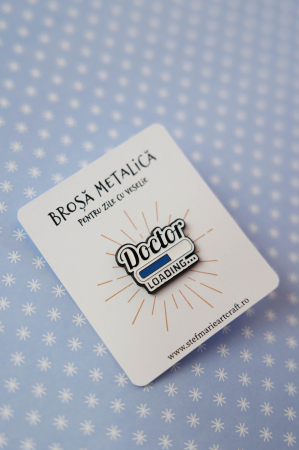 BROȘĂ METALICĂ
PENTRU ZILE CU VESELIE
Doctor
LOADING...
www.stefmarieartcraft.ro